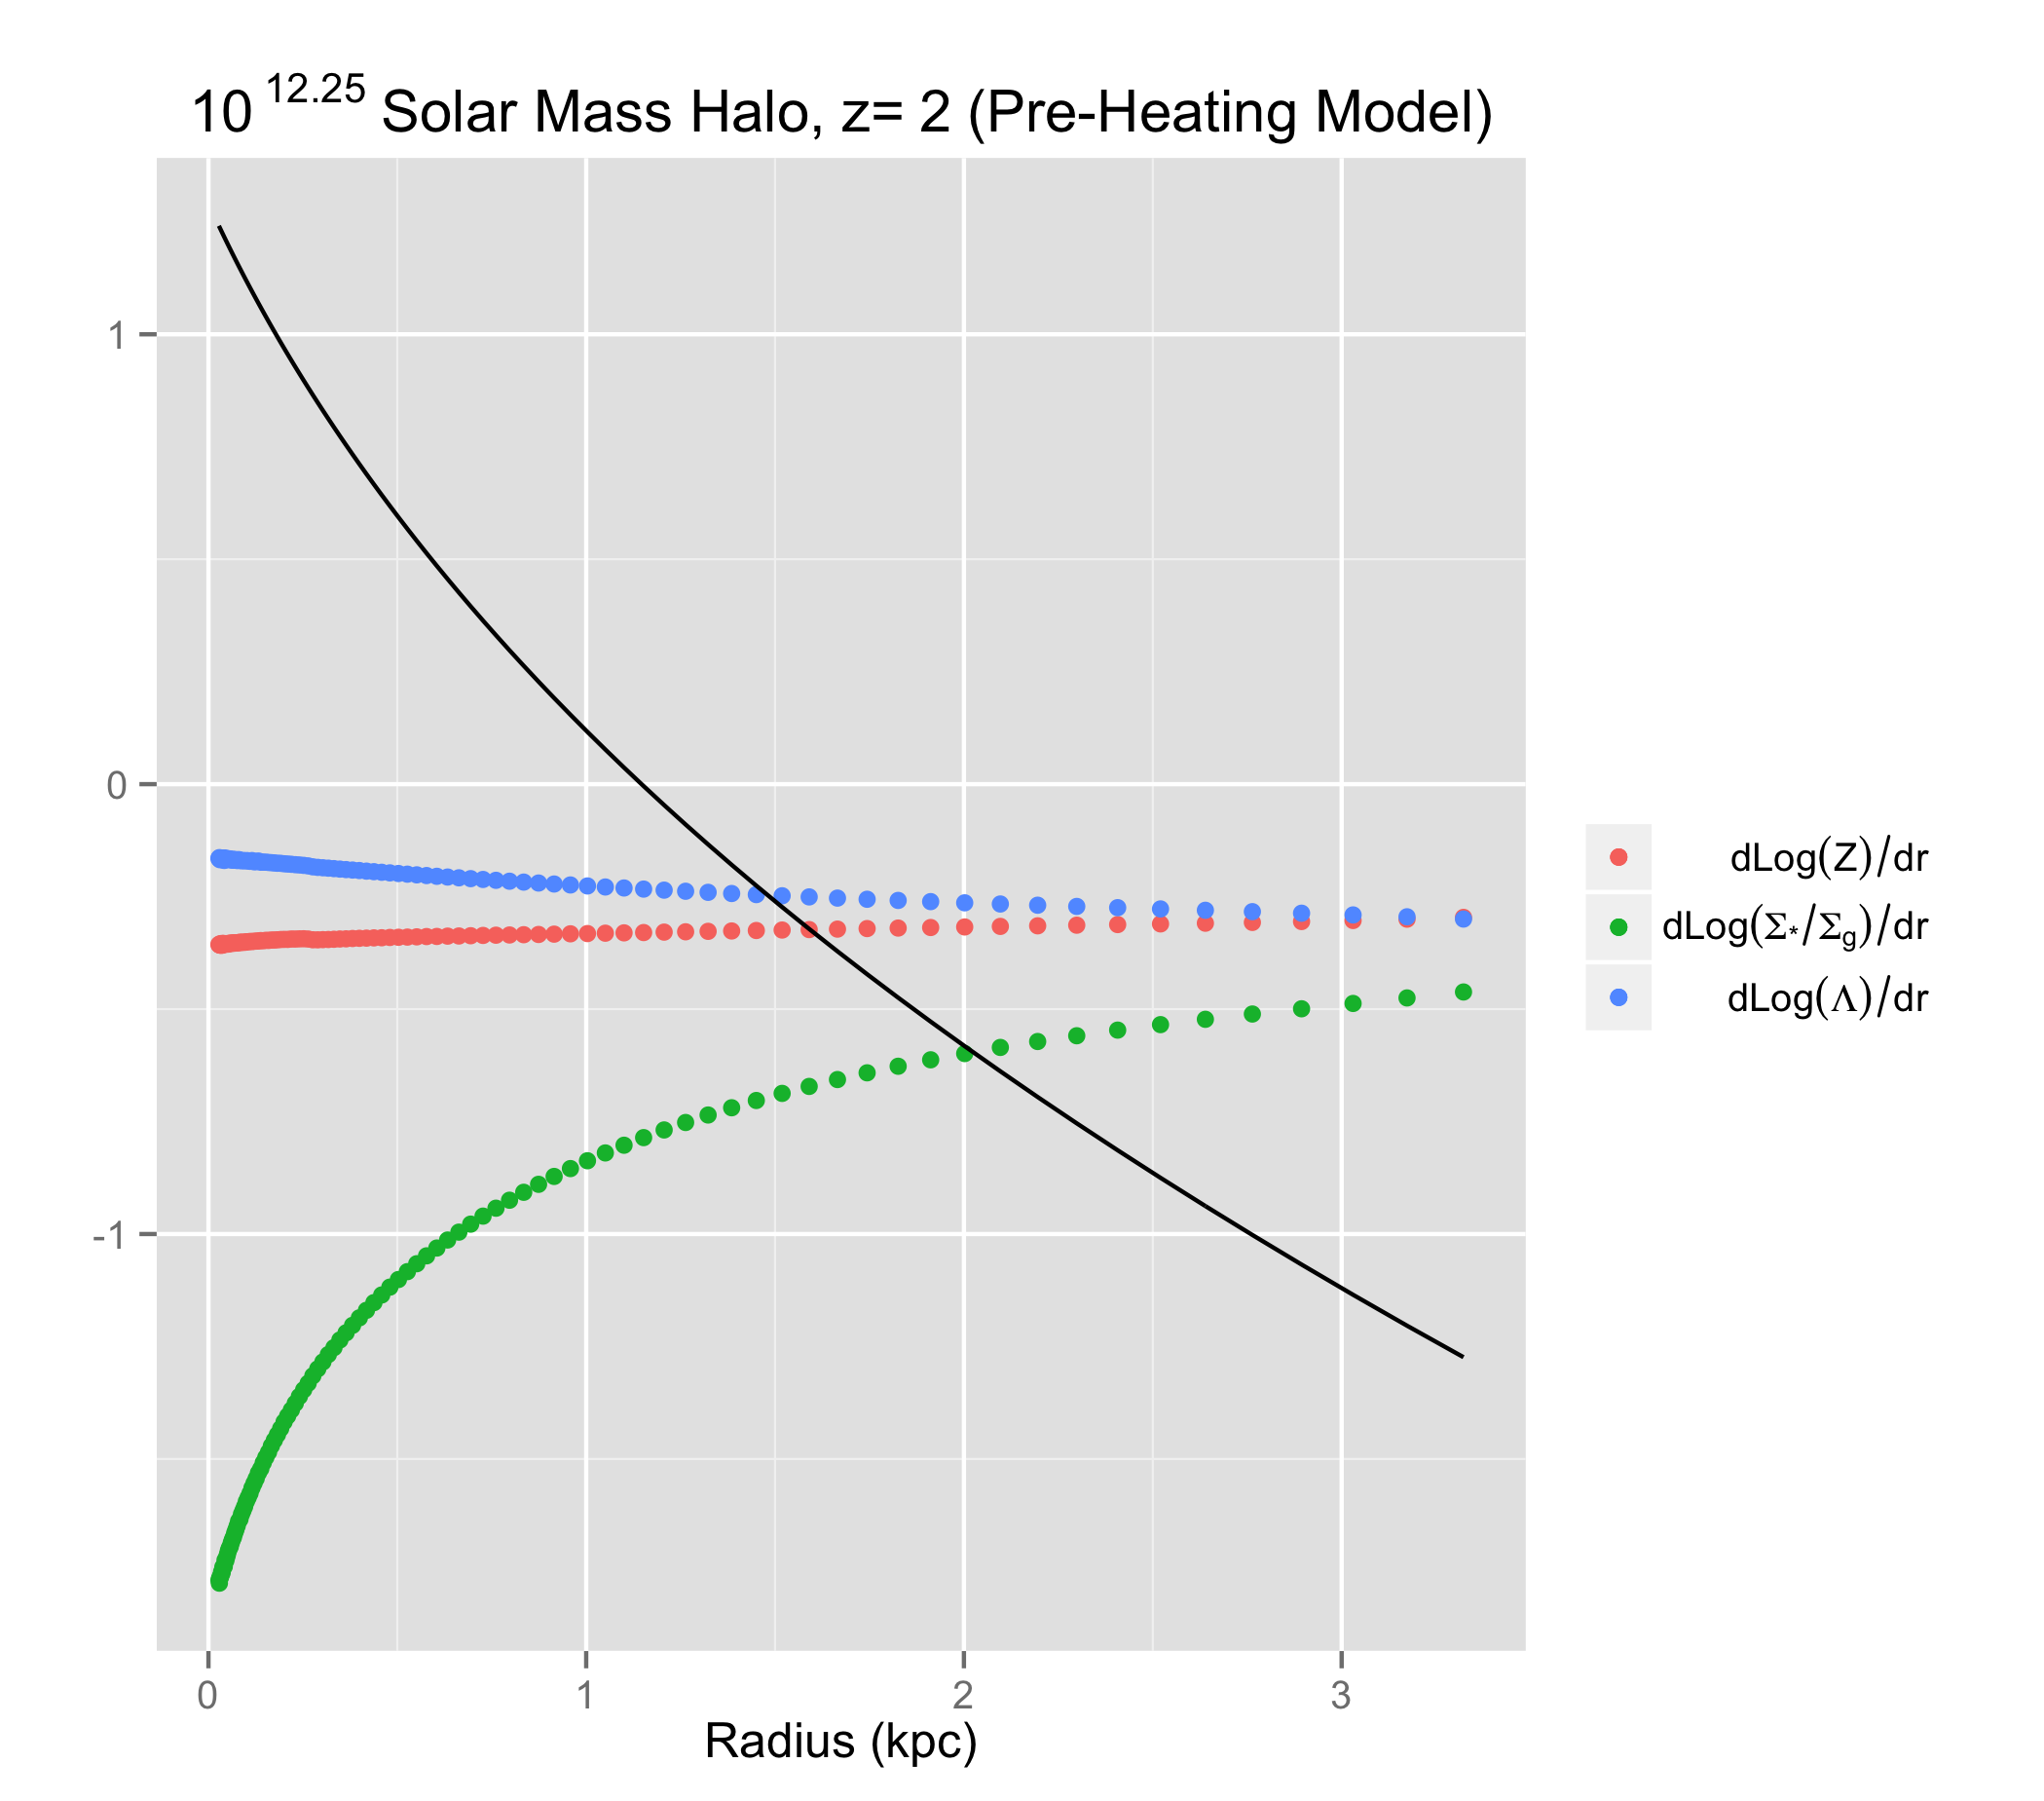 10^12.25 Solar Mass Halo, z= 2 (Pre-Heating Model)
1
0
-1
0 1 2 3
Radius (kpc)
dLog(Z)/dr
dLog(Σ*/Σg)/dr
dLog(Λ)/dr